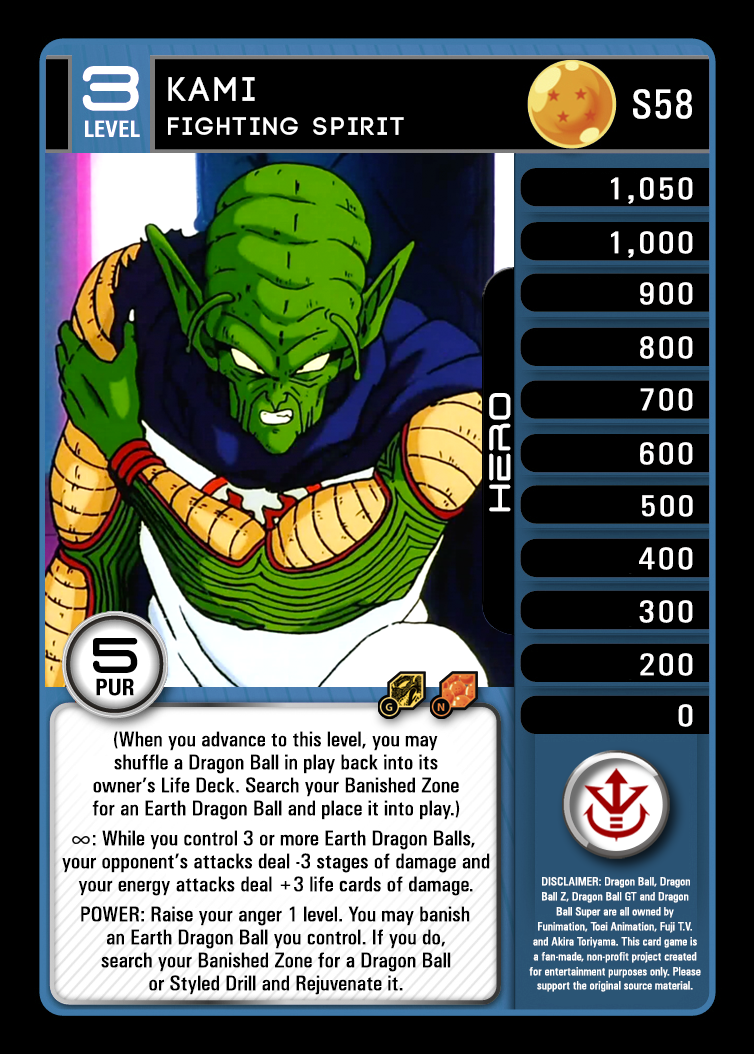 3
LEVEL
KAMI
FIGHTING SPIRIT
S58
1,050
1,000
900
800
700
600
500
400
300
200
0
HERO
5
PUR
G
N
(When you advance to this level, you may
shuffle a Dragon Ball in play back into its
owner's Life Deck. Search your Banished Zone
for an Earth Dragon Ball and place it into play.)
∞: While you control 3 or more Earth Dragon Balls,
your opponent's attacks deal -3 stages of damage and
your energy attacks deal +3 life cards of damage.
POWER: Raise your anger 1 level. You may banish
an Earth Dragon Ball you control. If you do,
search your Banished Zone for a Dragon Ball
or Styled Drill and Rejuvenate it.
DISCLAIMER: Dragon Ball, Dragon
Ball Z, Dragon Ball GT and Dragon
Ball Super are all owned by
Funimation, Toei Animation, Fuji T.V.
and Akira Toriyama. This card game is
a fan-made, non-profit project created
for entertainment purposes only. Please
support the original source material.